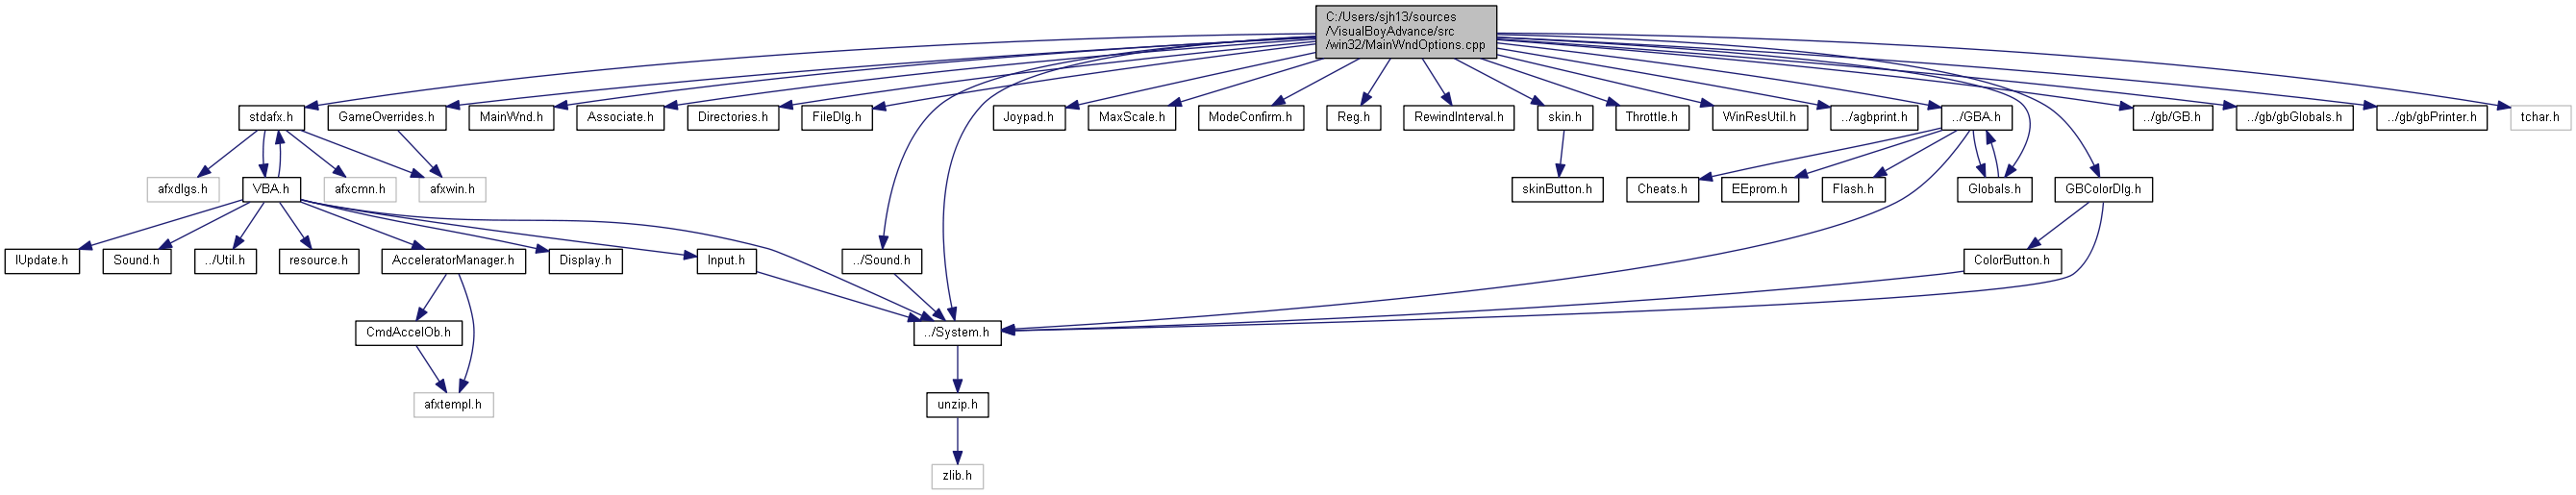 C:/Users/sjh13/sources
/VisualBoyAdvance/src
/win32/MainWndOptions.cpp
stdafx.h
GameOverrides.h
MainWnd.h
Associate.h
Directories.h
FileDlg.h
Joypad.h
MaxScale.h
ModeConfirm.h
Reg.h
RewindInterval.h
skin.h
Throttle.h
WinResUtil.h
../agbprint.h
../GBA.h
../gb/GB.h
../gb/gbGlobals.h
../gb/gbPrinter.h
tchar.h
afxdlgs.h
VBA.h
afxcmn.h
afxwin.h
skinButton.h
Cheats.h
EEprom.h
Flash.h
Globals.h
GBColorDlg.h
IUpdate.h
Sound.h
../Util.h
resource.h
AcceleratorManager.h
Display.h
Input.h
../Sound.h
ColorButton.h
CmdAccelOb.h
../System.h
afxtempl.h
unzip.h
zlib.h